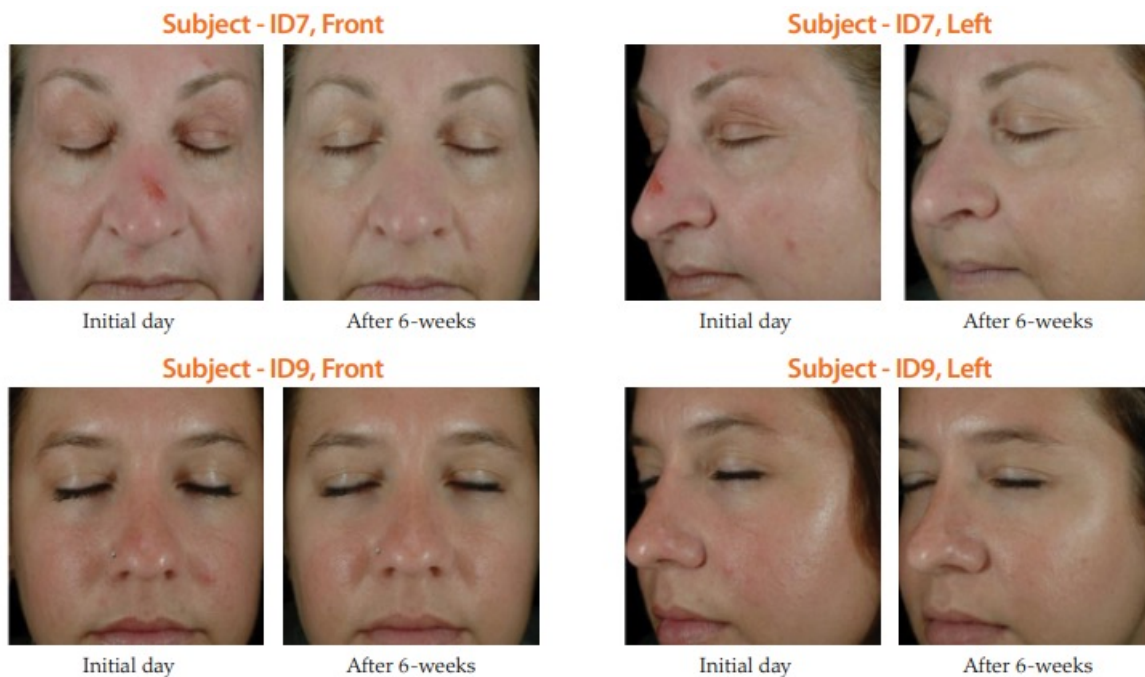 Subject - ID7, Front
Subject - ID7, Left
Initial day
After 6-weeks
Initial day
After 6-weeks
Subject - ID9, Front
Subject - ID9, Left
Initial day
After 6-weeks
Initial day
After 6-weeks